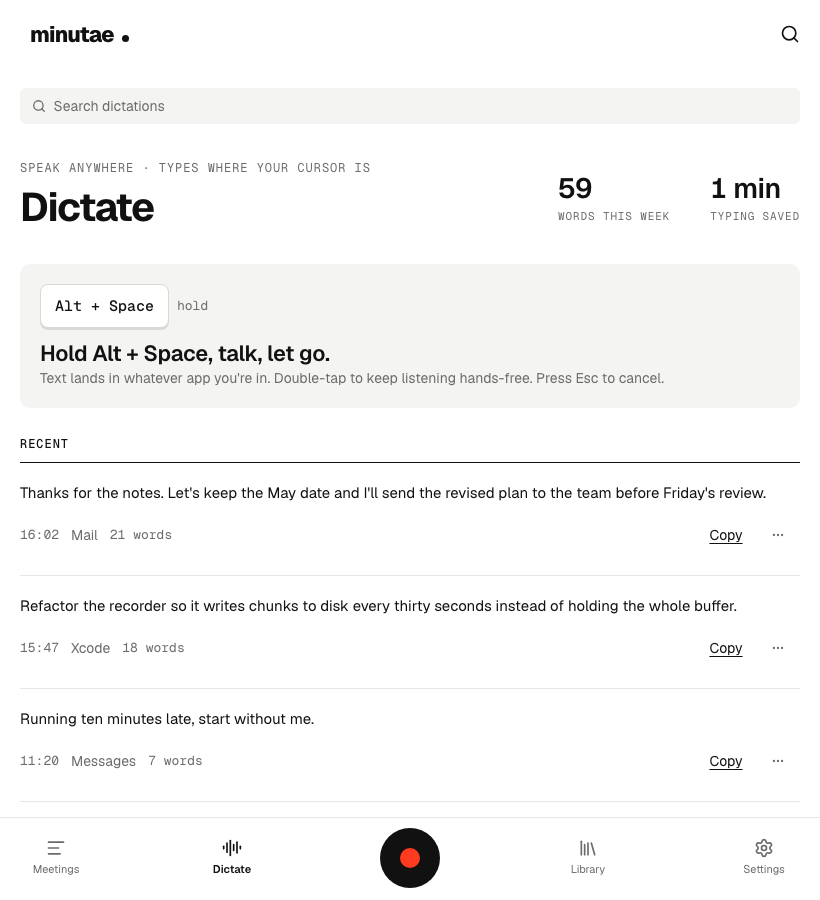 minutae
Search dictations
SPEAK ANYWHERE · TYPES WHERE YOUR CURSOR IS
Dictate
59
WORDS THIS WEEK
1 min
TYPING SAVED
Alt + Space hold
Hold Alt + Space, talk, let go.
Text lands in whatever app you're in. Double-tap to keep listening hands-free. Press Esc to cancel.
RECENT
Thanks for the notes. Let's keep the May date and I'll send the revised plan to the team before Friday's review.
16:02 Mail 21 words Copy ...
Refactor the recorder so it writes chunks to disk every thirty seconds instead of holding the whole buffer.
15:47 Xcode 18 words Copy ...
Running ten minutes late, start without me.
11:20 Messages 7 words Copy ...
Meetings Dictate Library Settings